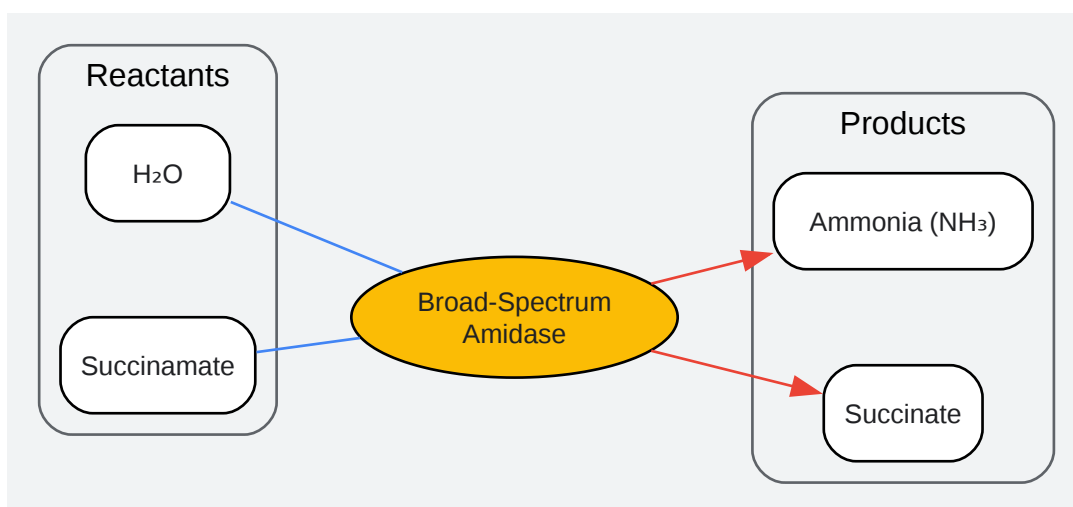 Reactants
H₂O
Succinamate
Broad-Spectrum
Amidase
Products
Ammonia (NH₃)
Succinate